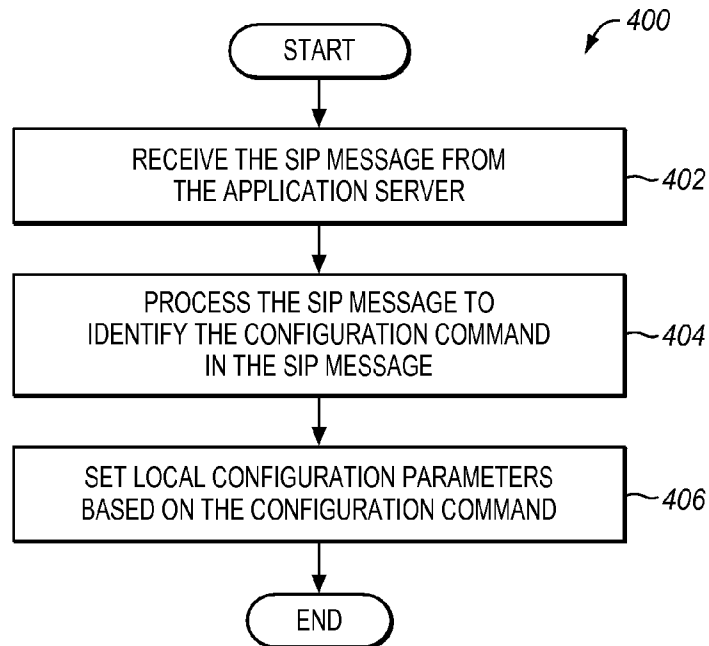 400
START
RECEIVE THE SIP MESSAGE FROM
THE APPLICATION SERVER
402
PROCESS THE SIP MESSAGE TO
IDENTIFY THE CONFIGURATION COMMAND
IN THE SIP MESSAGE
404
SET LOCAL CONFIGURATION PARAMETERS
BASED ON THE CONFIGURATION COMMAND
406
END